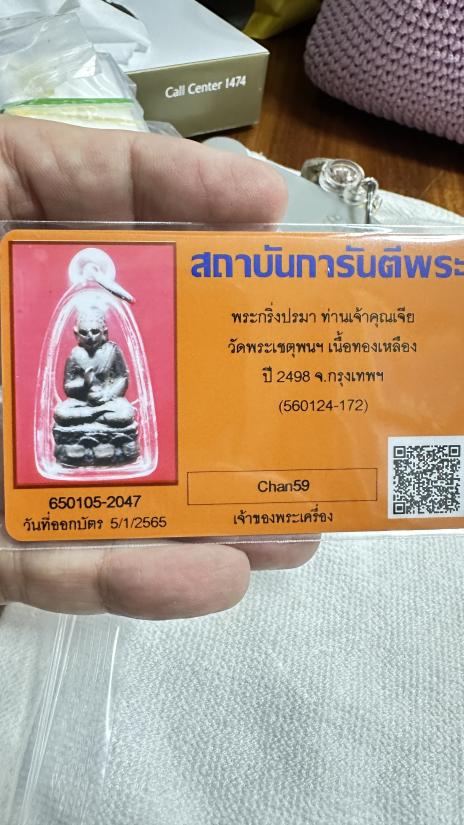 Call Center 1474
สถาบันการันตีพระ
พระกริ่งปรมา ท่านเจ้าคุณเจีย
วัดพระเชตุพนฯ เนื้อทองเหลือง
ปี 2498 จ.กรุงเทพฯ
(560124-172)
Chan59
เจ้าของพระเครื่อง
650105-2047
วันที่ออกบัตร 5/1/2565